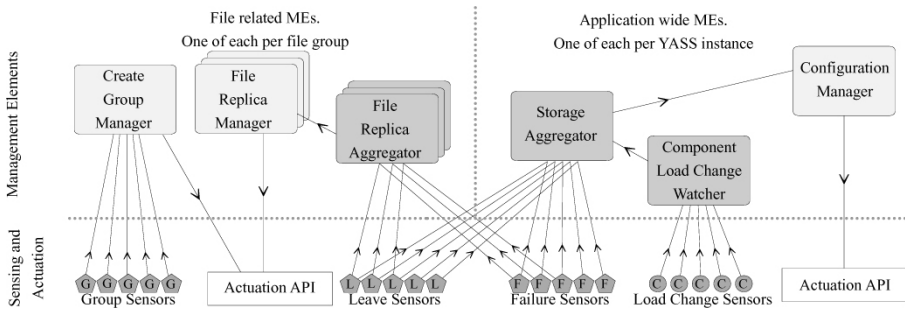 File related MEs.
One of each per file group
Application wide MEs.
One of each per YASS instance
Management Elements
Create
Group
Manager
File
Replica
Manager
File
Replica
Aggregator
Storage
Aggregator
Component
Load Change
Watcher
Configuration
Manager
Sensing and
Actuation
G G G G G
Group Sensors
Actuation API
L L L L L
Leave Sensors
F F F F F
Failure Sensors
C C C C C
Load Change Sensors
Actuation API